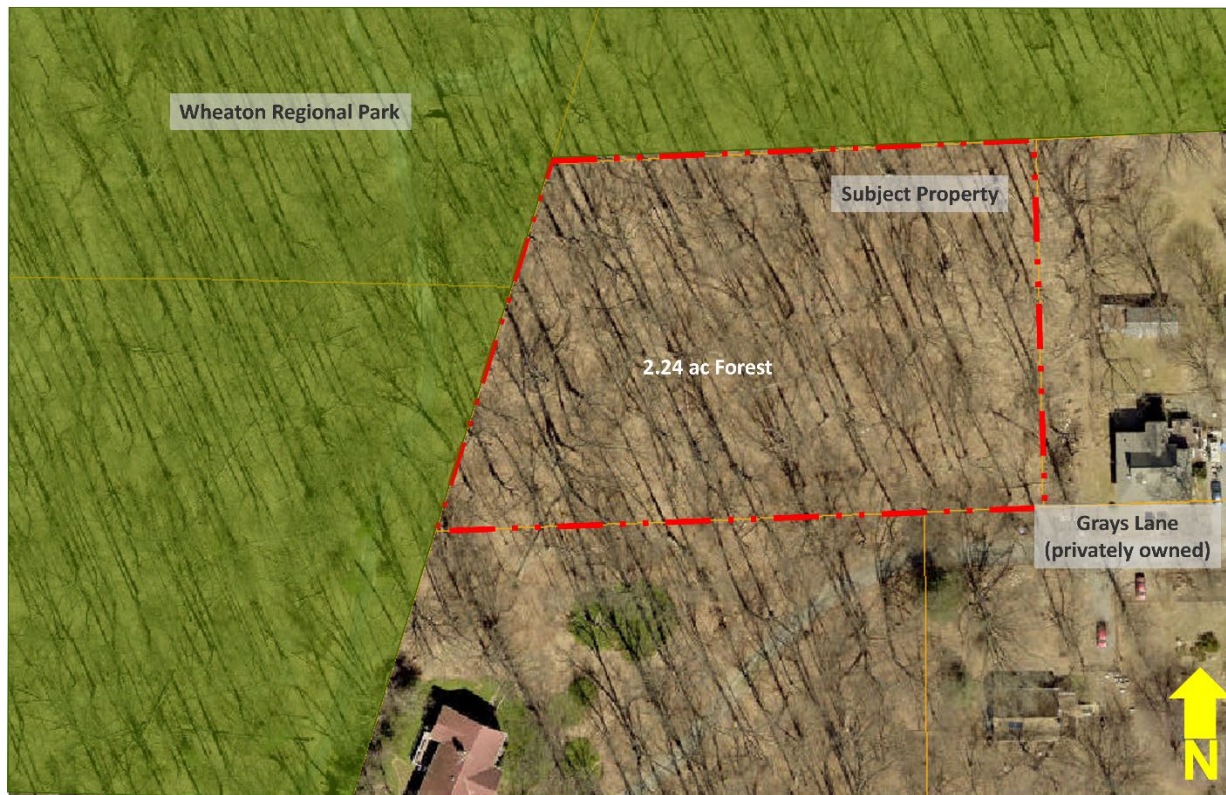 Wheaton Regional Park
Subject Property
2.24 ac Forest
Grays Lane
(privately owned)
N